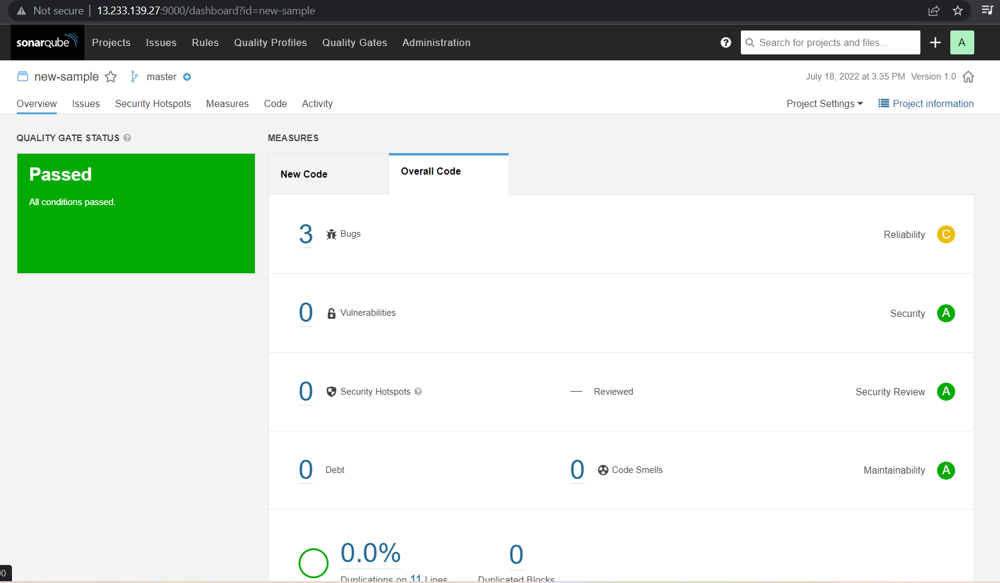 Not secure | 13.233.139.27:9000/dashboard?id=new-sample
sonarqube Projects Issues Rules Quality Profiles Quality Gates Administration ? Search for projects and files... + A
new-sample master July 18, 2022 at 3:35 PM Version 1.0
Overview Issues Security Hotspots Measures Code Activity Project Settings Project information
QUALITY GATE STATUS ?
Passed
All conditions passed.
MEASURES
New Code Overall Code
3 Bugs Reliability C
0 Vulnerabilities Security A
0 Security Hotspots ? — Reviewed Security Review A
0 Debt 0 Code Smells Maintainability A
0.0% 0
Duplications on 11 Lines Duplicated Blocks